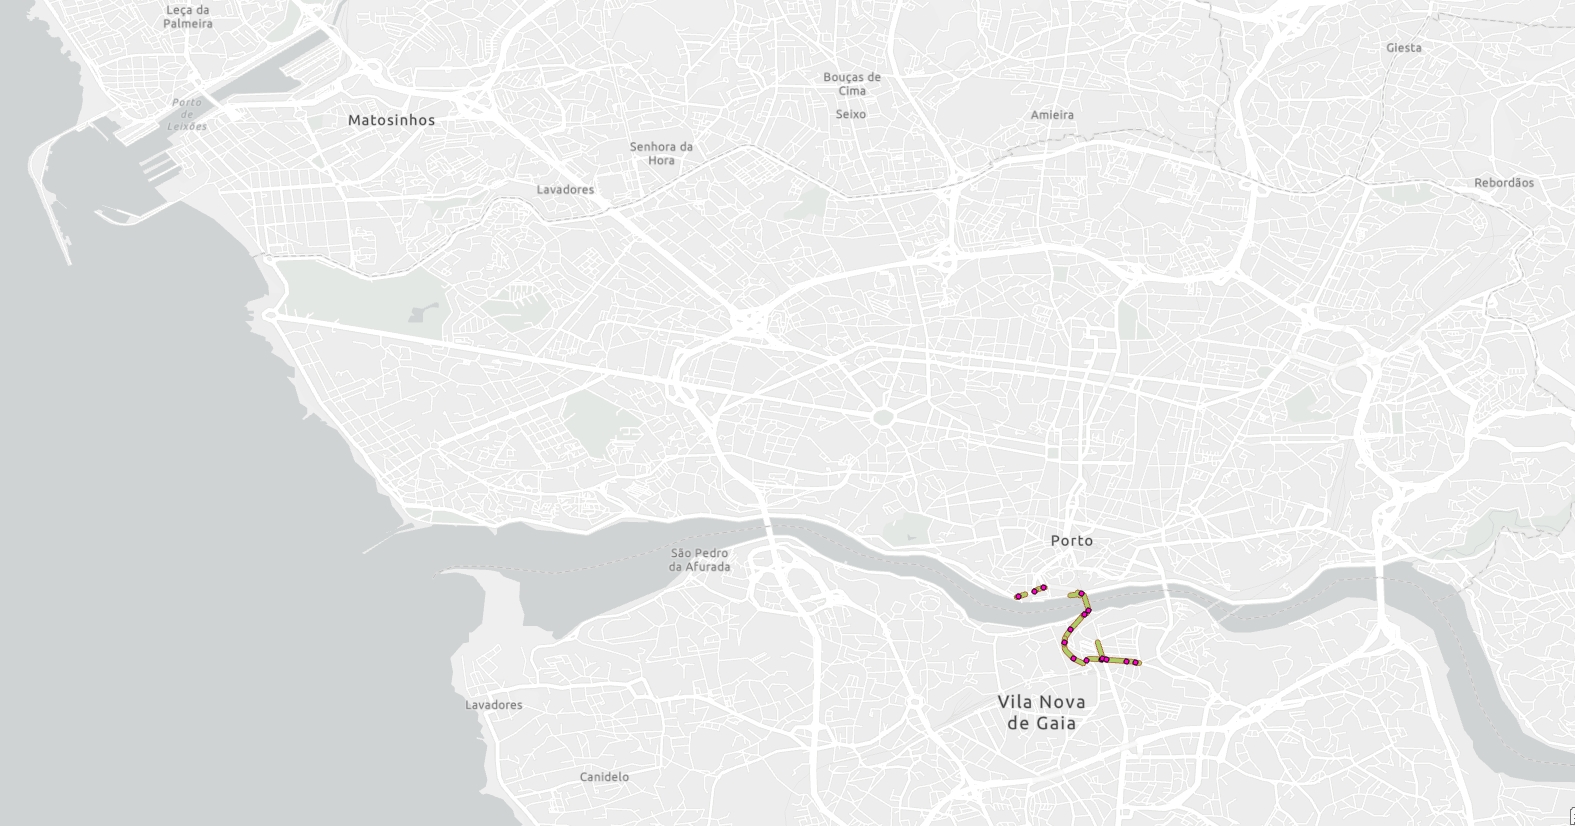 Leça da
Palmeira
Giesta
Bouças de
Cima
Porto
de
Leixões
Matosinhos
Seixo
Amieira
Senhora da
Hora
Lavadores
Rebordãos
Porto
São Pedro
da Afurada
Vila Nova
de Gaia
Lavadores
Canidelo